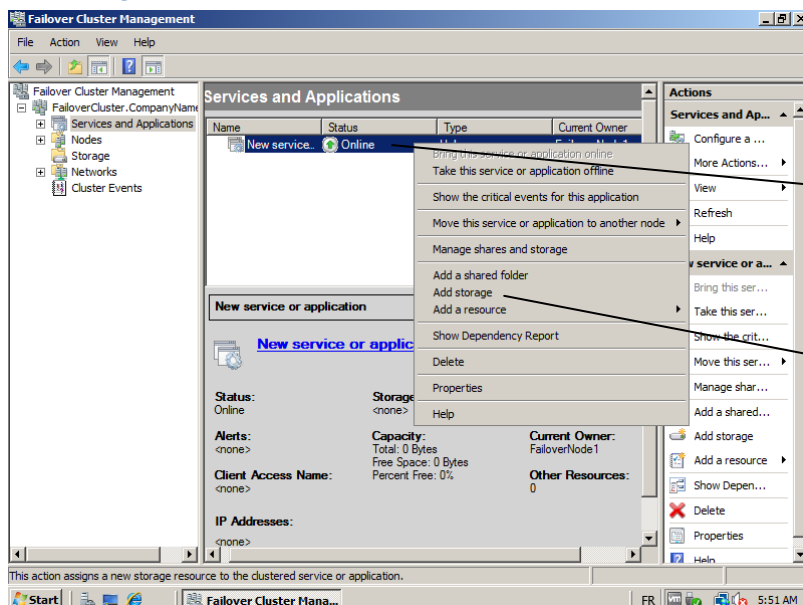 Failover Cluster Management
File Action View Help
Failover Cluster Management
FailoverCluster.CompanyName
Services and Applications
Nodes
Storage
Networks
Cluster Events
Services and Applications
Name Status Type Current Owner
New service.. Online
Bring this service or application online
Take this service or application offline
Show the critical events for this application
Move this service or application to another node
Manage shares and storage
Add a shared folder
Add storage
Add a resource
Show Dependency Report
Delete
Properties
Help
New service or application
New service or applic
Status: Storage
Online <none>
Alerts: Capacity: Current Owner:
<none> Total: 0 Bytes FailoverNode1
Free Space: 0 Bytes
Client Access Name: Percent Free: 0% Other Resources:
<none> 0
IP Addresses:
<none>
Actions
Services and Ap...
Configure a ...
More Actions...
View
Refresh
Help
service or a...
Bring this ser...
Take this ser...
Show the crit...
Move this ser...
Manage shar...
Add a shared...
Add storage
Add a resource
Show Depen...
Delete
Properties
Help
This action assigns a new storage resource to the clustered service or application.
Start Failover Cluster Mana... FR 5:51 AM